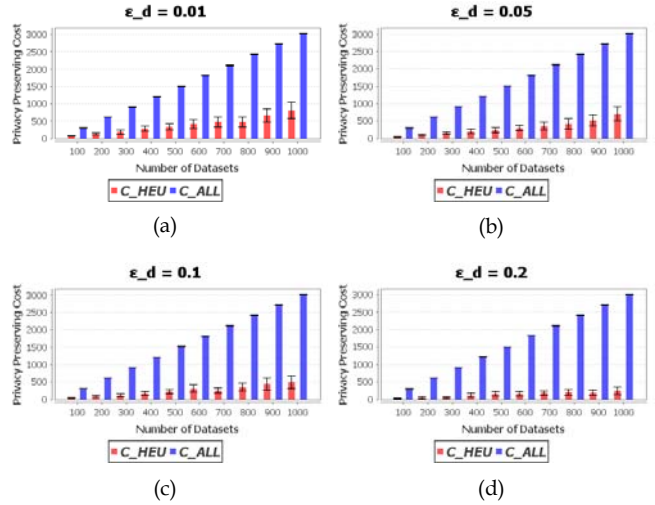 ε_d = 0.01
Privacy Preserving Cost
3000
2500
2000
1500
1000
500
0
100 200 300 400 500 600 700 800 900 1000
Number of Datasets
C_HEU C_ALL
(a)
ε_d = 0.05
Privacy Preserving Cost
3000
2500
2000
1500
1000
500
0
100 200 300 400 500 600 700 800 900 1000
Number of Datasets
C_HEU C_ALL
(b)
ε_d = 0.1
Privacy Preserving Cost
3000
2500
2000
1500
1000
500
0
100 200 300 400 500 600 700 800 900 1000
Number of Datasets
C_HEU C_ALL
(c)
ε_d = 0.2
Privacy Preserving Cost
3000
2500
2000
1500
1000
500
0
100 200 300 400 500 600 700 800 900 1000
Number of Datasets
C_HEU C_ALL
(d)